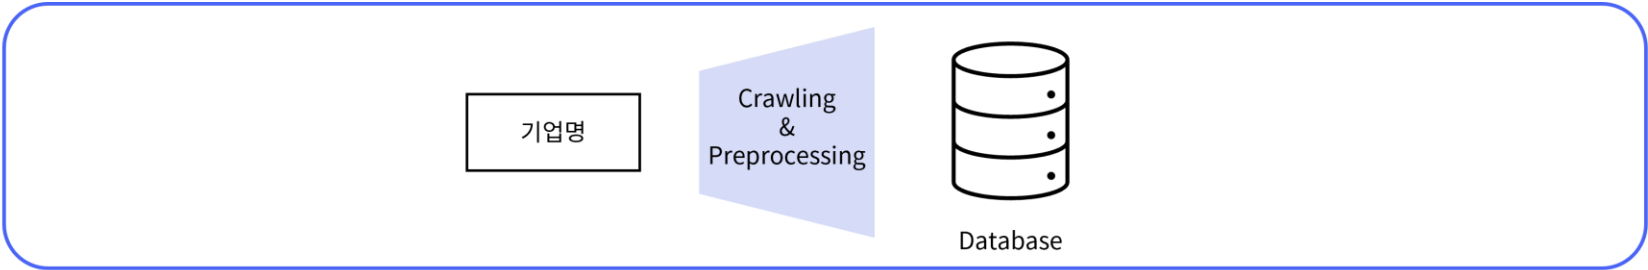 기업명
Crawling
&
Preprocessing
Database